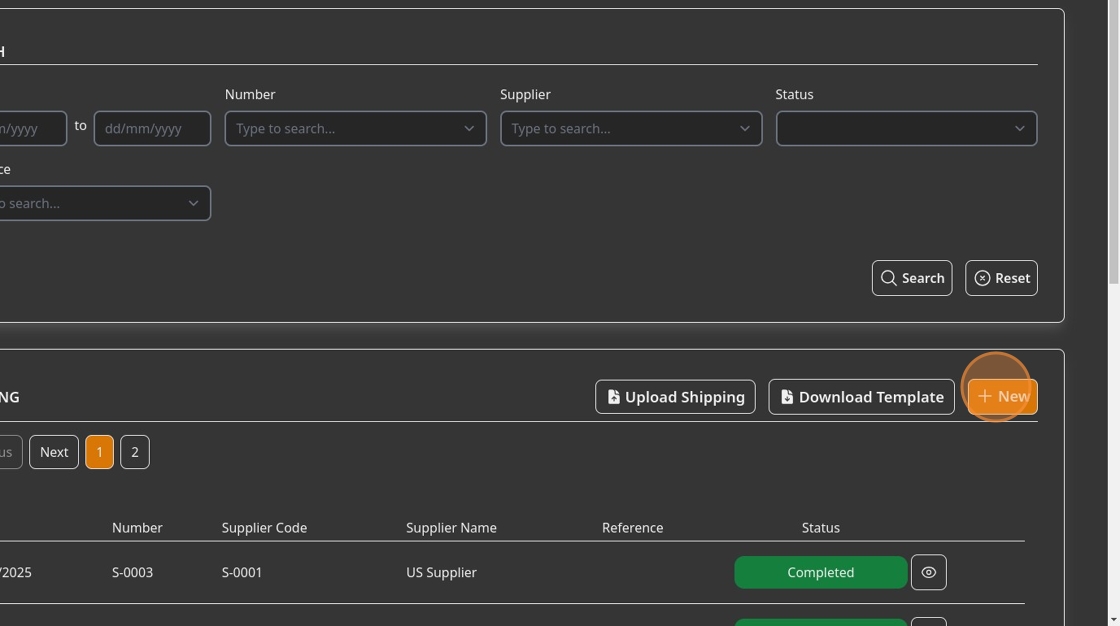 H
Number
Supplier
Status
m/yyyy
to
dd/mm/yyyy
Type to search...
Type to search...
ce
o search...
Search
Reset
NG
Upload Shipping
Download Template
New
us
Next
1
2
Number
Supplier Code
Supplier Name
Reference
Status
/2025
S-0003
S-0001
US Supplier
Completed